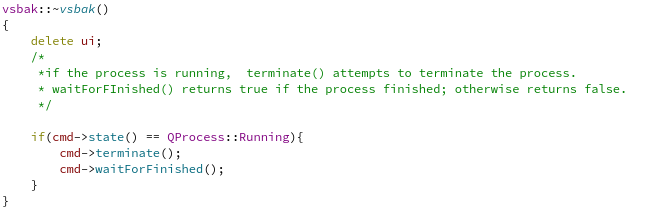 vsbak::~vsbak()
{
    delete ui;
    /*
     *if the process is running,  terminate() attempts to terminate the process.
     * waitForFInished() returns true if the process finished; otherwise returns false.
     */
    if(cmd->state() == QProcess::Running){
        cmd->terminate();
        cmd->waitForFinished();
    }
}